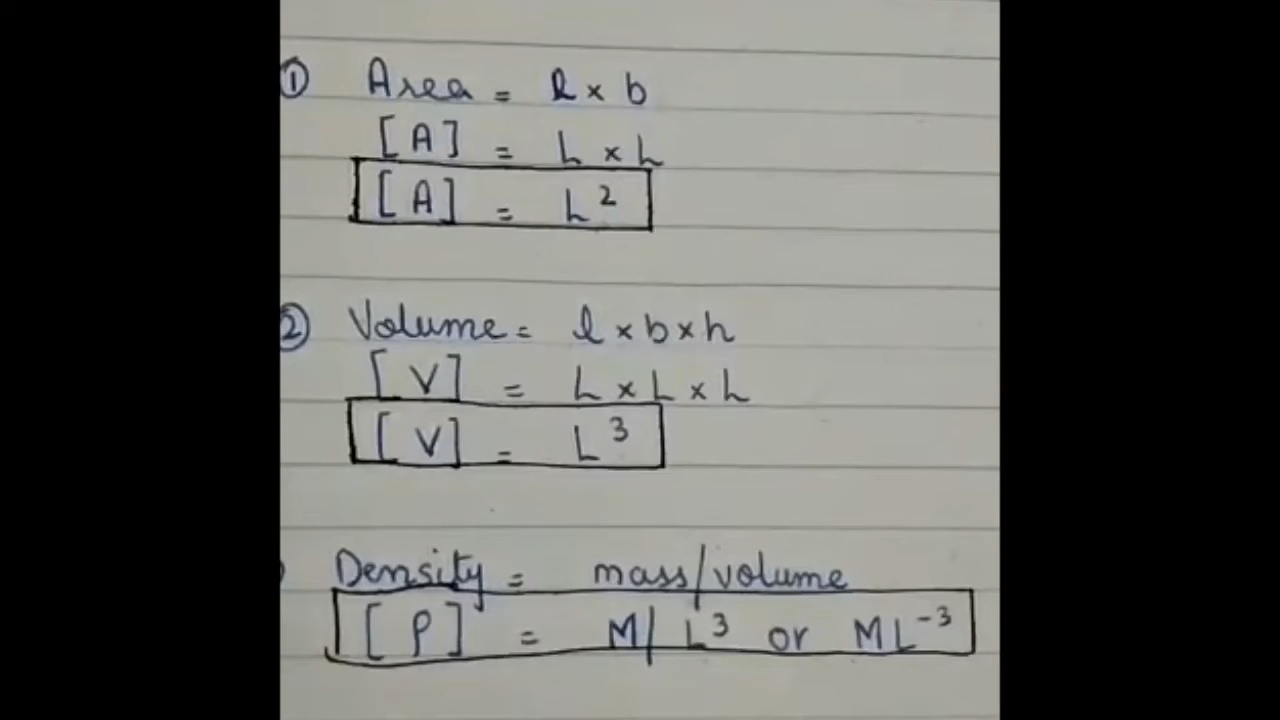 ① Area = l × b
[A] = L × L
[A] = L²
② Volume = l × b × h
[V] = L × L × L
[V] = L³
Density = mass/volume
[ρ] = M/L³ or ML⁻³